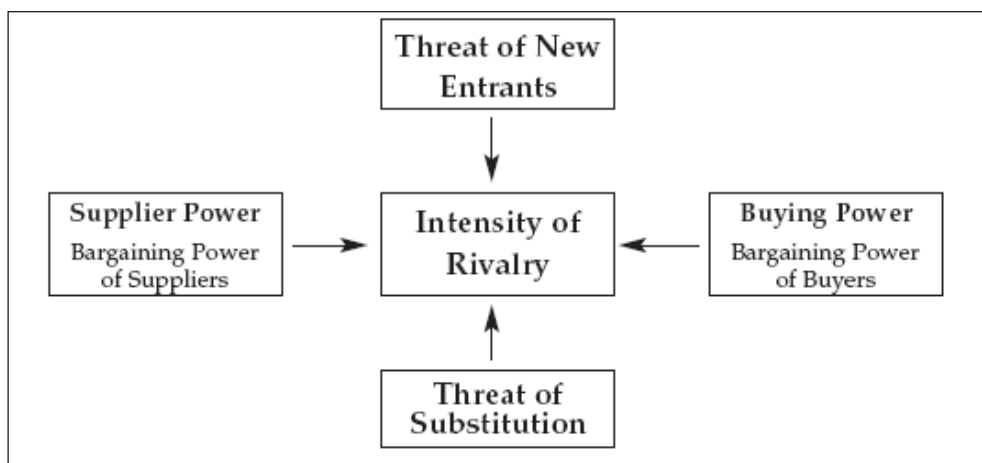 Threat of New
Entrants
Supplier Power
Bargaining Power
of Suppliers
Intensity of
Rivalry
Buying Power
Bargaining Power
of Buyers
Threat of
Substitution